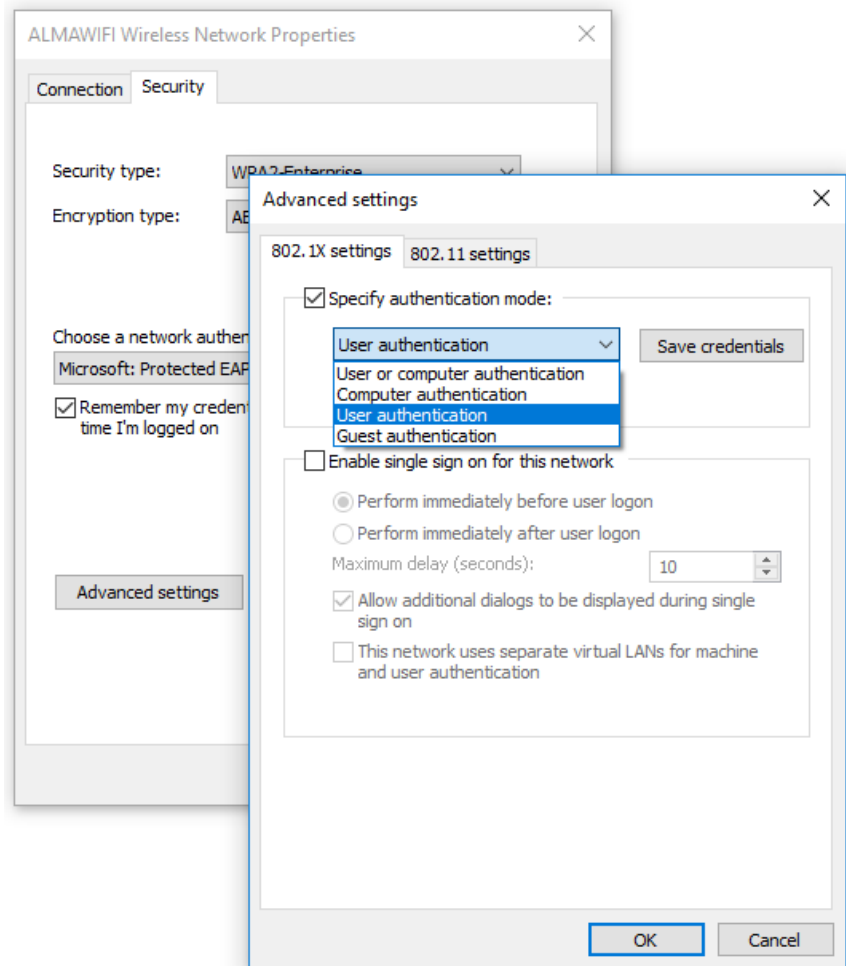 ALMAWIFI Wireless Network Properties
Connection
Security
Security type:
WPA2-Enterprise
Encryption type:
Choose a network
Microsoft: Protected EAP
Remember my
time I'm logged on
Advanced settings
Advanced settings
802.1X settings
802.11 settings
Specify authentication mode:
User authentication
Save credentials
User or computer authentication
Computer authentication
User authentication
Guest authentication
Enable single sign on for this network
Perform immediately before user logon
Perform immediately after user logon
Maximum delay (seconds):
10
Allow additional dialogs to be displayed during single
sign on
This network uses separate virtual LANs for machine
and user authentication
OK
Cancel